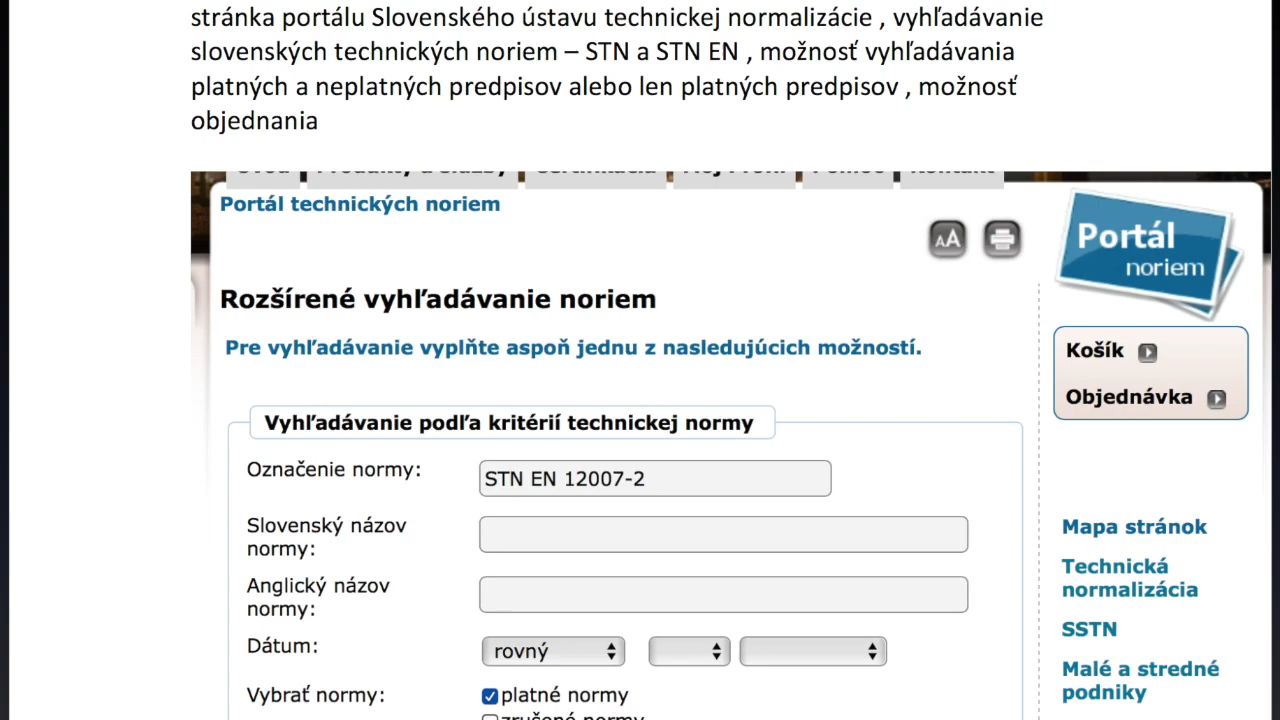 stránka portálu Slovenského ústavu technickej normalizácie , vyhľadávanie
slovenských technických noriem – STN a STN EN , možnosť vyhľadávania
platných a neplatných predpisov alebo len platných predpisov , možnosť
objednania
Portál technických noriem
AA
Portál
noriem
Rozšírené vyhľadávanie noriem
Pre vyhľadávanie vyplňte aspoň jednu z nasledujúcich možností.
Košík
Objednávka
Vyhľadávanie podľa kritérií technickej normy
Označenie normy: STN EN 12007-2
Slovenský názov
normy:
Anglický názov
normy:
Dátum: rovný
Vybrať normy: platné normy
zrušené normy
Mapa stránok
Technická
normalizácia
SSTN
Malé a stredné
podniky